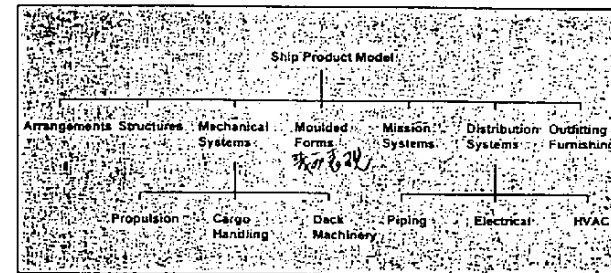 Ship Product Model
Arrangements Structures Mechanical Systems Moulded Forms Mission Systems Distribution Systems Outfitting Furnishing
Propulsion Cargo Handling Deck Machinery Piping Electrical HVAC